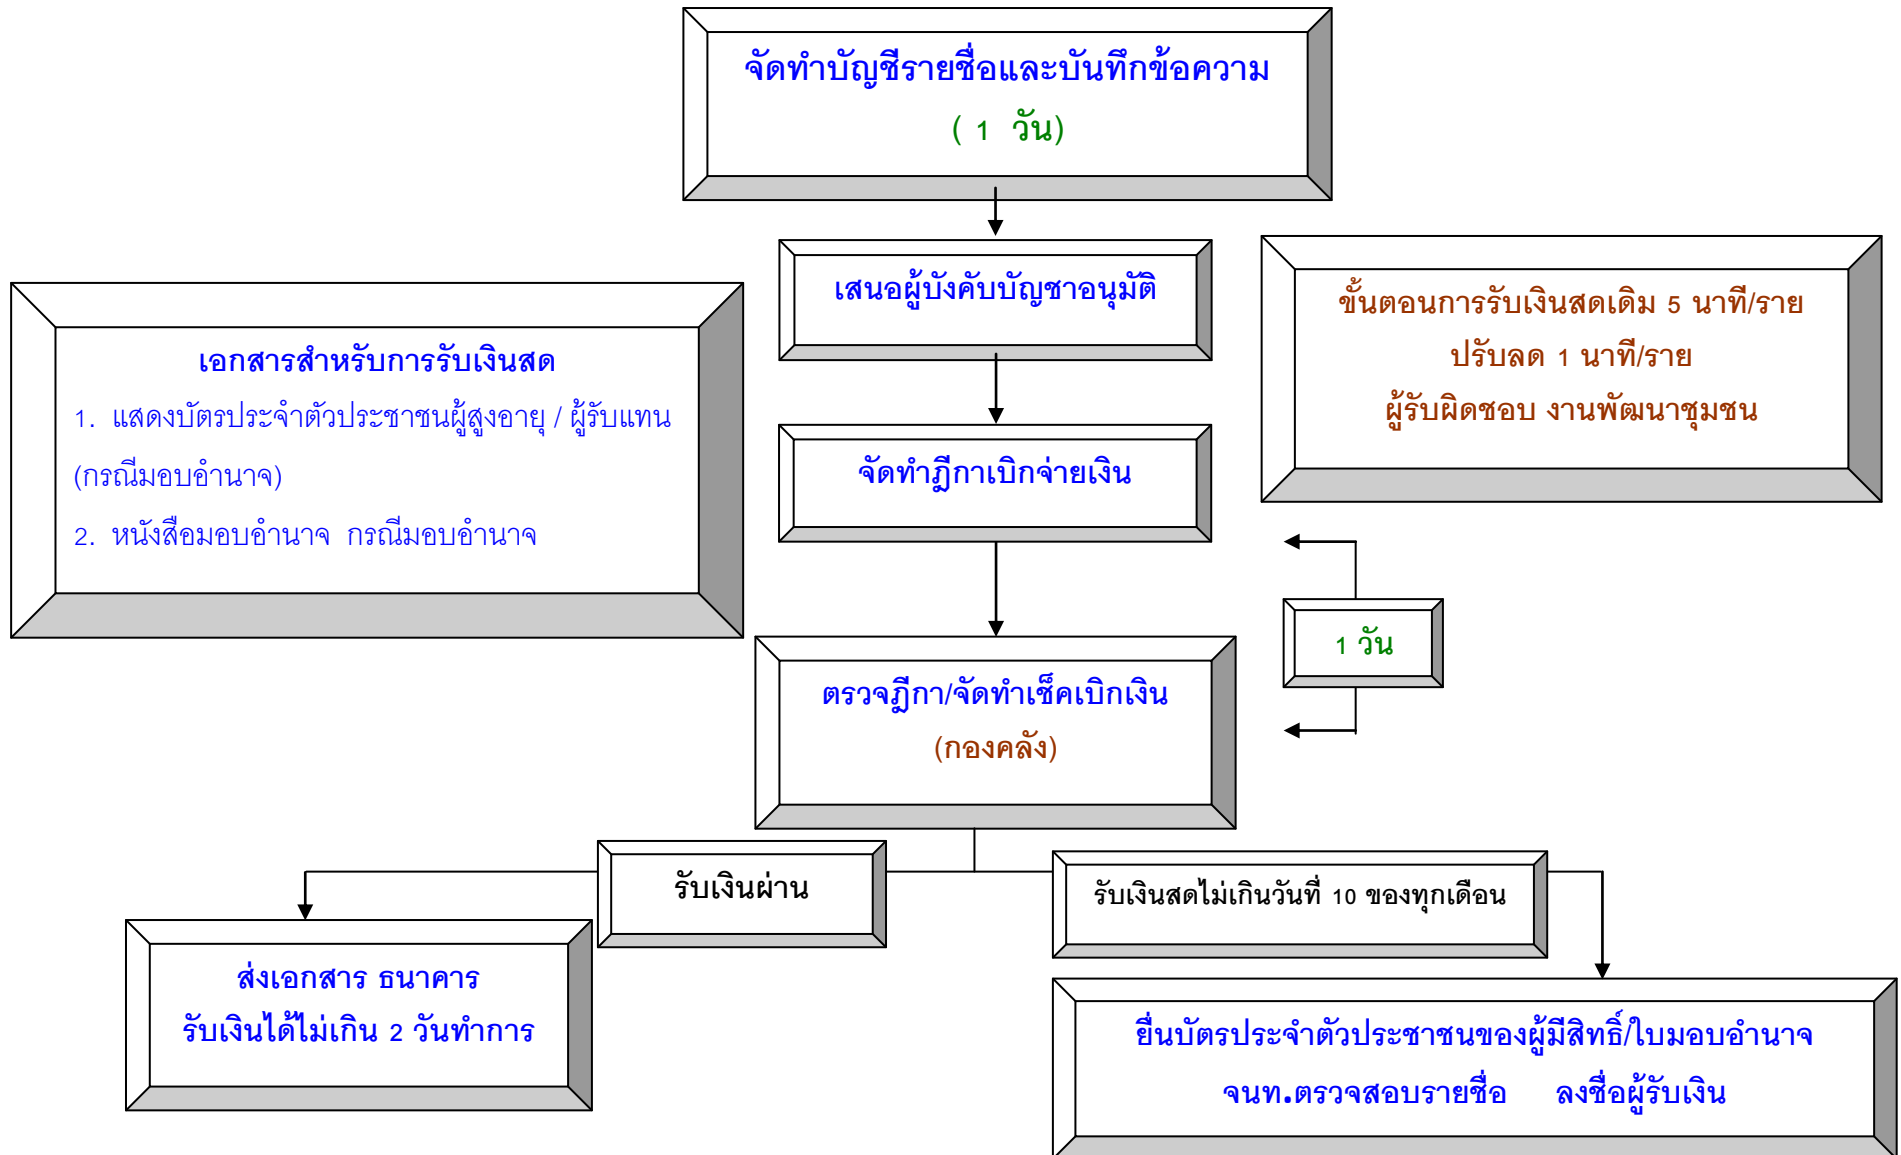 จัดทำบัญชีรายชื่อและบันทึกข้อความ
( 1 วัน)
เสนอผู้บังคับบัญชาอนุมัติ
ขั้นตอนการรับเงินสดเดิม 5 นาที/ราย
ปรับลด 1 นาที/ราย
ผู้รับผิดชอบ งานพัฒนาชุมชน
เอกสารสำหรับการรับเงินสด
1. แสดงบัตรประจำตัวประชาชนผู้สูงอายุ / ผู้รับแทน
(กรณีมอบอำนาจ)
2. หนังสือมอบอำนาจ กรณีมอบอำนาจ
จัดทำฎีกาเบิกจ่ายเงิน
1 วัน
ตรวจฎีกา/จัดทำเช็คเบิกเงิน
(กองคลัง)
รับเงินผ่าน
รับเงินสดไม่เกินวันที่ 10 ของทุกเดือน
ส่งเอกสาร ธนาคาร
รับเงินได้ไม่เกิน 2 วันทำการ
ยื่นบัตรประจำตัวประชาชนของผู้มีสิทธิ์/ใบมอบอำนาจ
จนท.ตรวจสอบรายชื่อ ลงชื่อผู้รับเงิน